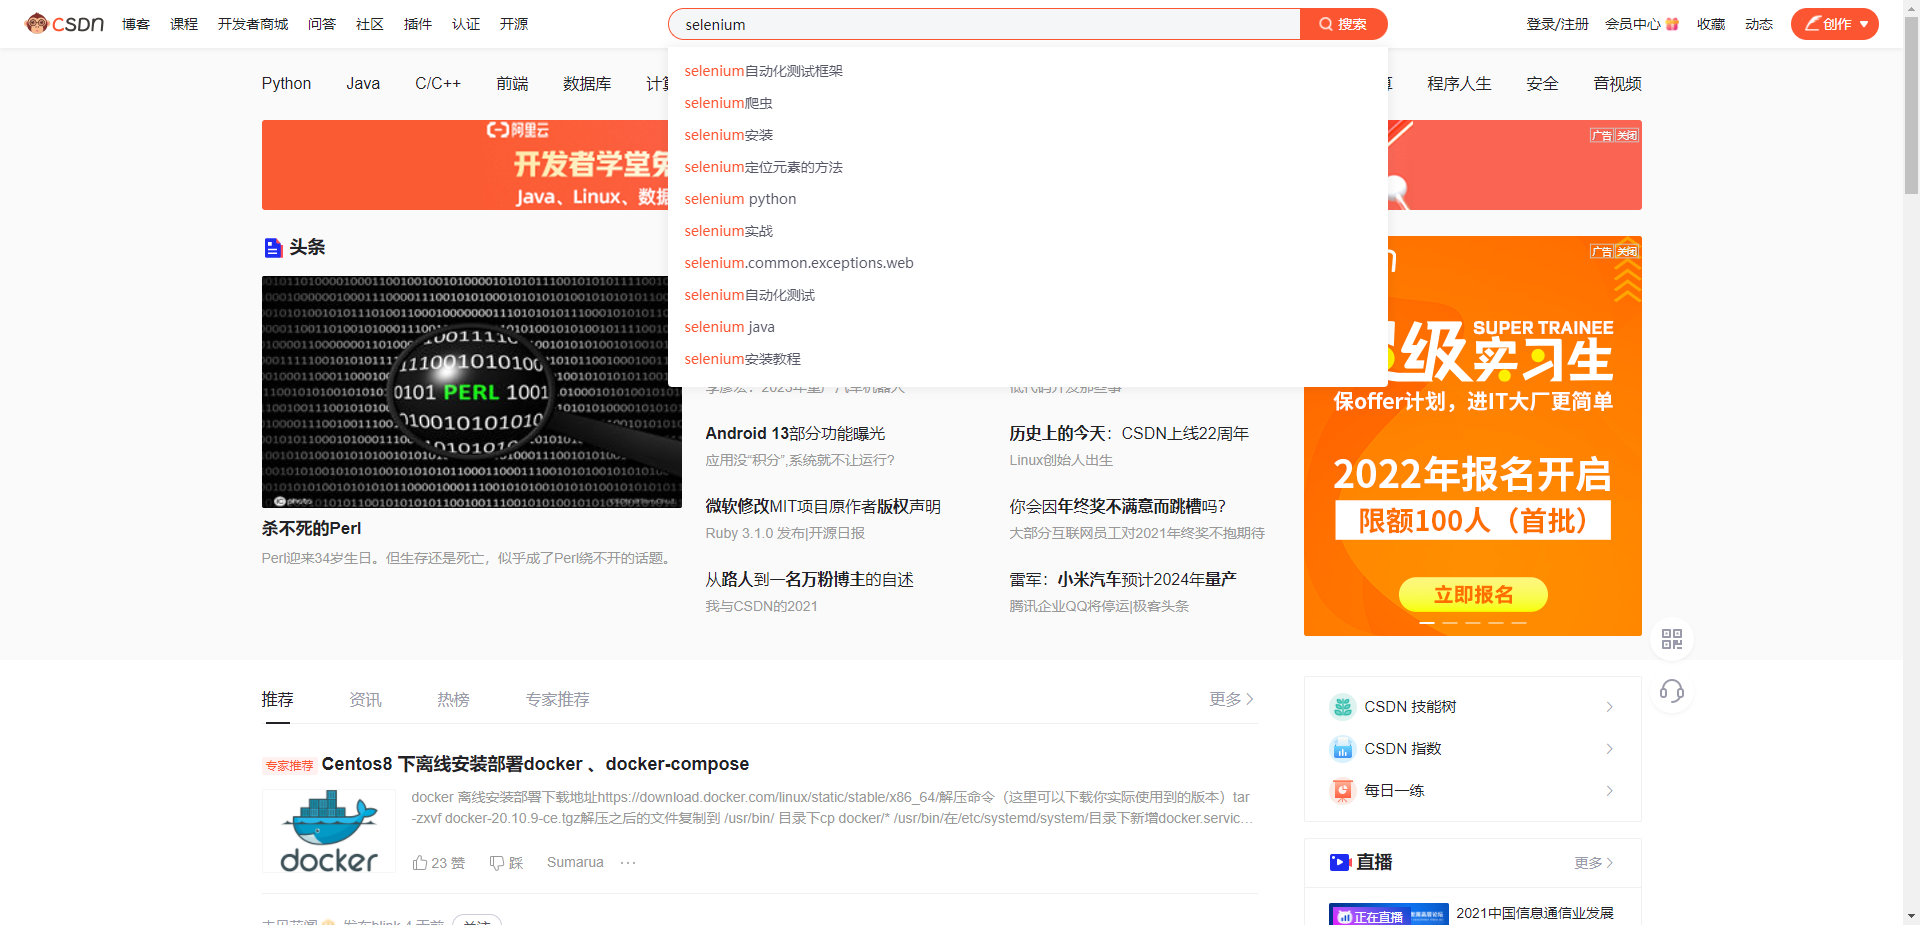 CSDN 博客 课程 开发者商城 问答 社区 插件 认证 开源 selenium 搜索 登录/注册 会员中心 收藏 动态 创作
selenium自动化测试框架
selenium爬虫
selenium安装
selenium定位元素的方法
selenium python
selenium实战
selenium.common.exceptions.web
selenium自动化测试
selenium java
selenium安装教程
Python Java C/C++ 前端 数据库 程序人生 安全 音视频
阿里云
开发者学堂
Java、Linux、数据
广告 关闭
头条
PERL
杀不死的Perl
Perl迎来34岁生日。但生存还是死亡，似乎成了Perl绕不开的话题。
Android 13部分功能曝光
应用没“积分”,系统就不让运行?
微软修改MIT项目原作者版权声明
Ruby 3.1.0 发布|开源日报
从路人到一名万粉博主的自述
我与CSDN的2021
历史上的今天：CSDN上线22周年
Linux创始人出生
你会因年终奖不满意而跳槽吗?
大部分互联网员工对2021年终奖不抱期待
雷军：小米汽车预计2024年量产
腾讯企业QQ将停运|极客头条
广告 关闭
SUPER TRAINEE
级实习生
保offer计划，进IT大厂更简单
2022年报名开启
限额100人（首批）
立即报名
推荐 资讯 热榜 专家推荐 更多
专家推荐 Centos8 下离线安装部署docker 、docker-compose
docker
docker 离线安装部署下载地址https://download.docker.com/linux/static/stable/x86_64/解压命令（这里可以下载你实际使用到的版本）tar
-zxvf docker-20.10.9-ce.tgz解压之后的文件复制到 /usr/bin/ 目录下cp docker/* /usr/bin/在/etc/systemd/system/目录下新增docker.servic…
23 赞 踩 Sumarua ···
CSDN 技能树
CSDN 指数
每日一练
直播 更多
正在直播
2021中国信息通信业发展